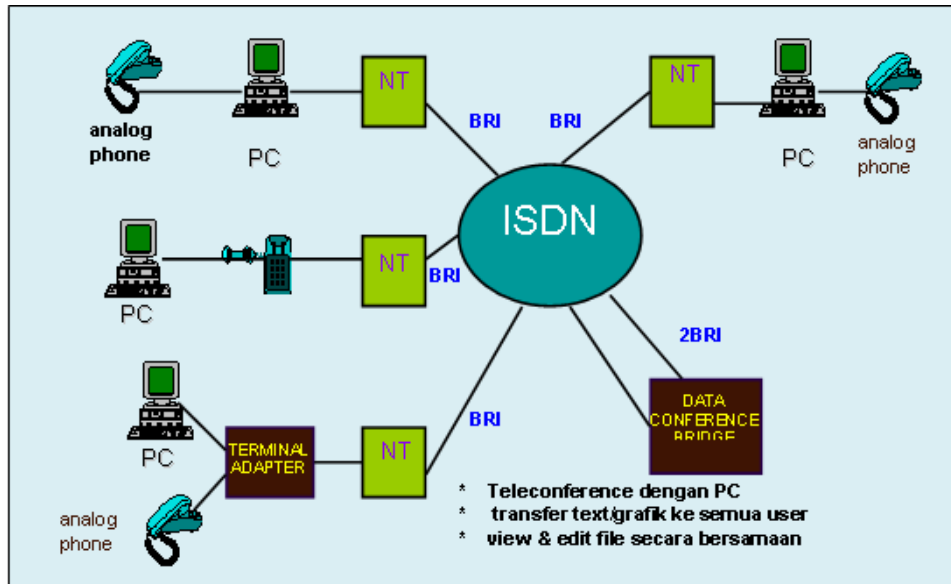 NT
NT
analog
phone
PC
BRI
BRI
PC
analog
phone
ISDN
NT
BRI
PC
2BRI
DATA
CONFERENCE
BRIDGE
BRI
PC
TERMINAL
ADAPTER
NT
analog
phone
* Teleconference dengan PC
* transfer text/grafik ke semua user
* view & edit file secara bersamaan